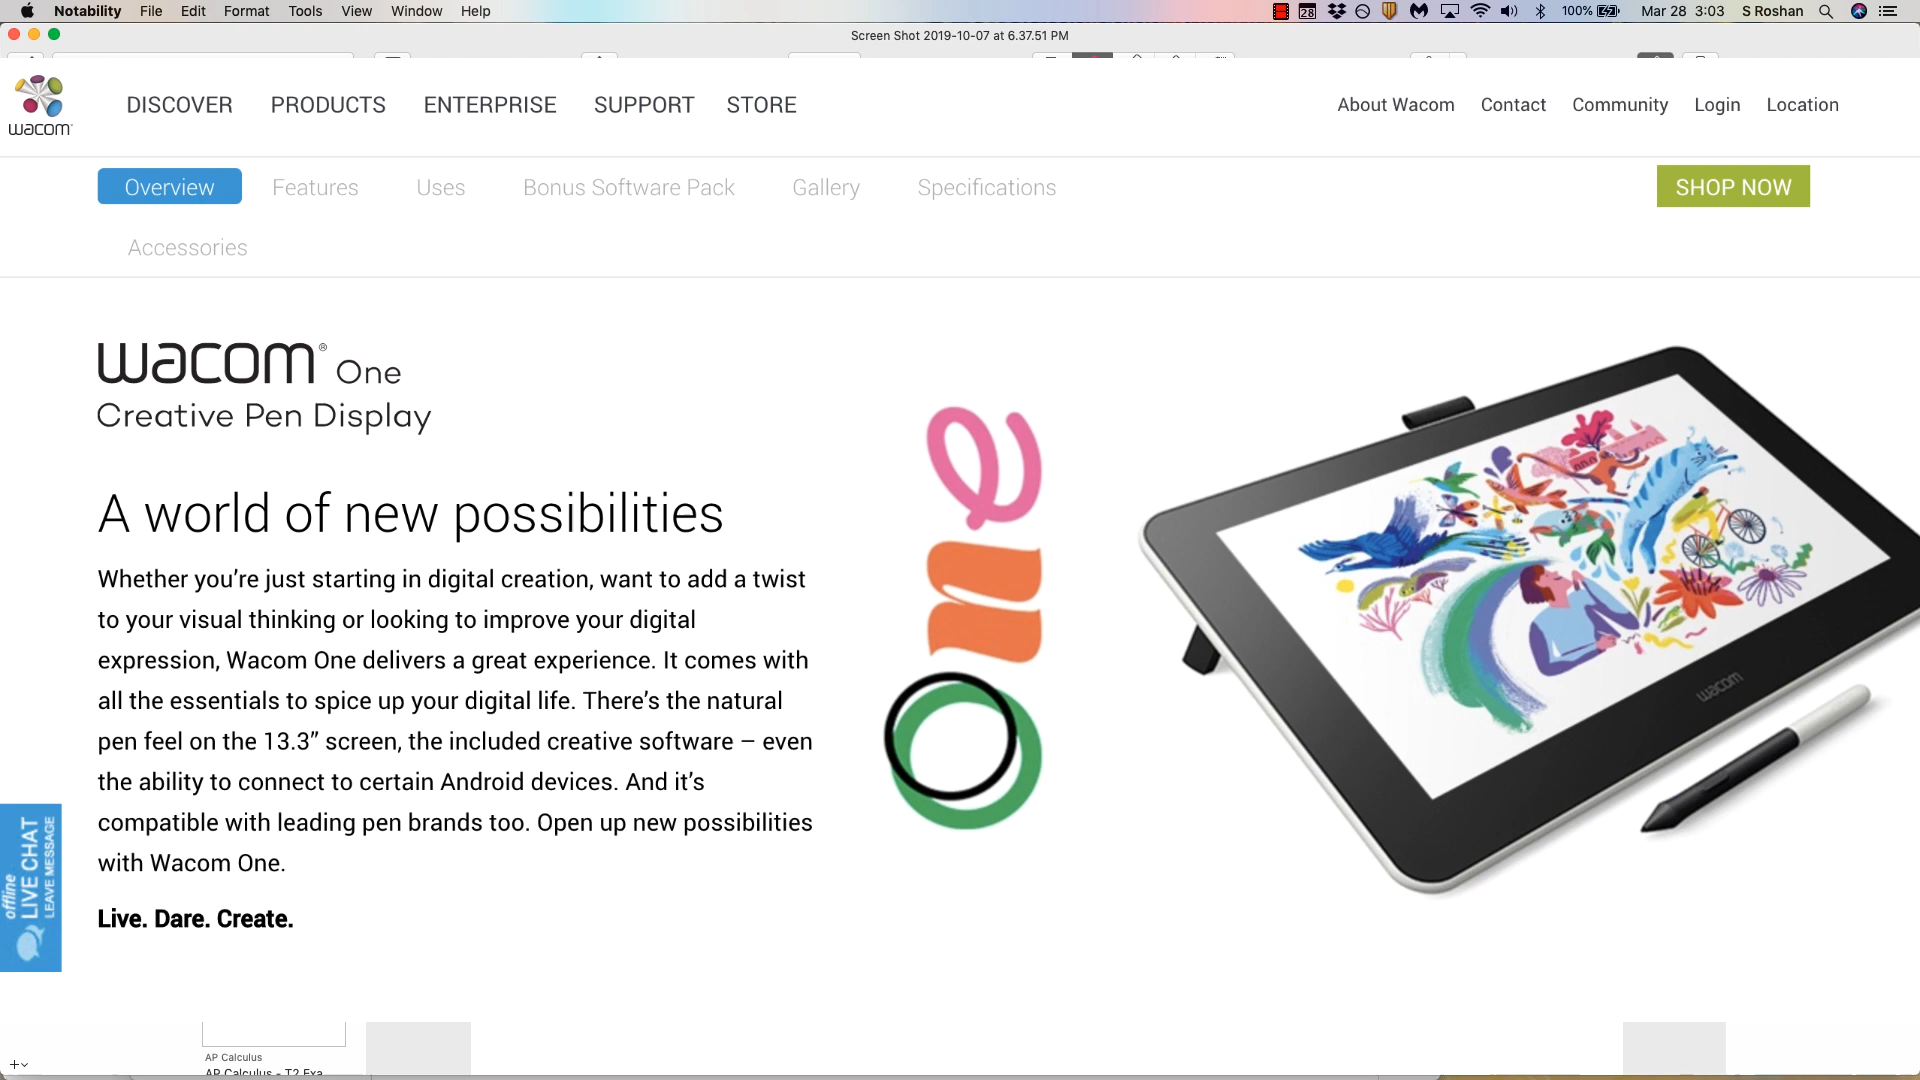 Notability File Edit Format Tools View Window Help
28 100% Mar 28 3:03 S Roshan
Screen Shot 2019-10-07 at 6.37.51 PM
wacom
DISCOVER PRODUCTS ENTERPRISE SUPPORT STORE
About Wacom Contact Community Login Location
Overview Features Uses Bonus Software Pack Gallery Specifications
SHOP NOW
Accessories
wacom® One
Creative Pen Display
A world of new possibilities
Whether you’re just starting in digital creation, want to add a twist
to your visual thinking or looking to improve your digital
expression, Wacom One delivers a great experience. It comes with
all the essentials to spice up your digital life. There’s the natural
pen feel on the 13.3” screen, the included creative software – even
the ability to connect to certain Android devices. And it’s
compatible with leading pen brands too. Open up new possibilities
with Wacom One.
Live. Dare. Create.
one
wacom
offline
LIVE CHAT
LEAVE MESSAGE
AP Calculus
AP Calculus - T2 Exa